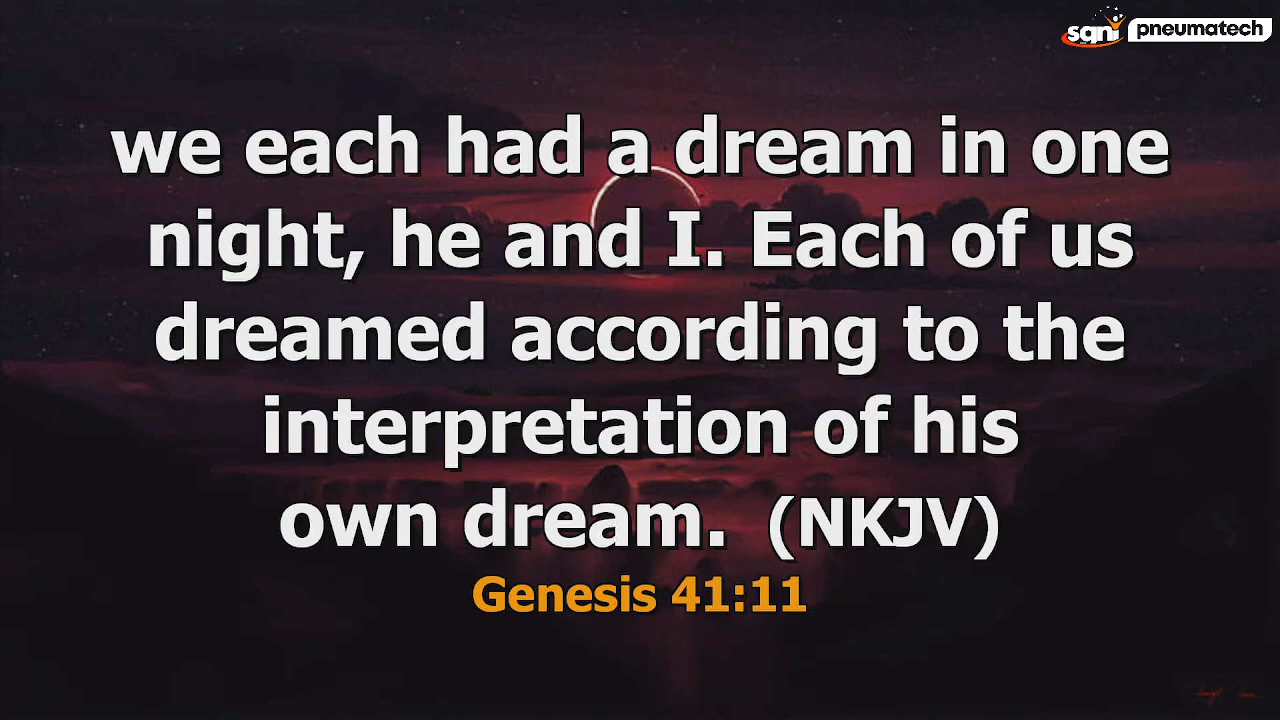 sqni pneumatech
we each had a dream in one
night, he and I. Each of us
dreamed according to the
interpretation of his
own dream. (NKJV)
Genesis 41:11